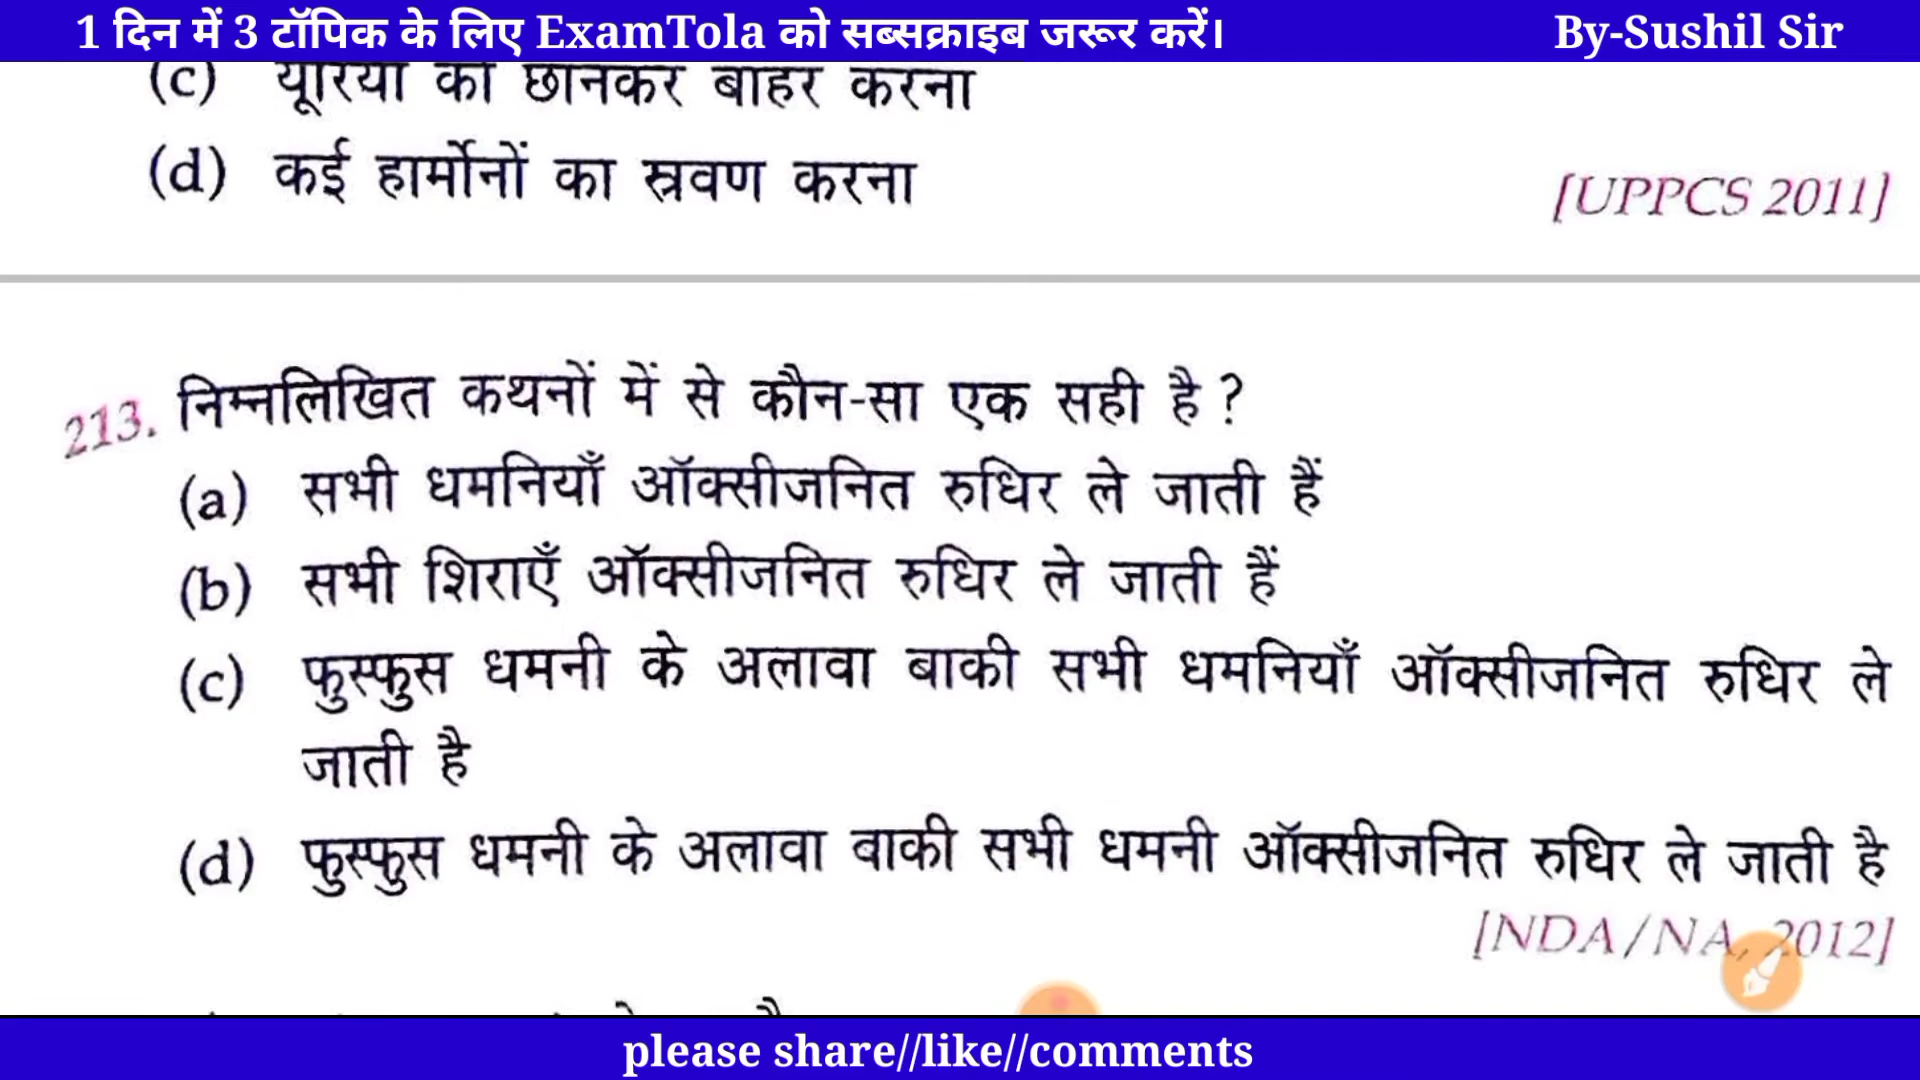 1 दिन में 3 टॉपिक के लिए ExamTola को सब्सक्राइब जरूर करें। By-Sushil Sir
(c) यूरिया को छानकर बाहर करना
(d) कई हार्मोनों का स्रवण करना
[UPPCS 2011]
213. निम्नलिखित कथनों में से कौन-सा एक सही है ?
(a) सभी धमनियाँ ऑक्सीजनित रुधिर ले जाती हैं
(b) सभी शिराएँ ऑक्सीजनित रुधिर ले जाती हैं
(c) फुस्फुस धमनी के अलावा बाकी सभी धमनियाँ ऑक्सीजनित रुधिर ले
जाती है
(d) फुस्फुस धमनी के अलावा बाकी सभी धमनी ऑक्सीजनित रुधिर ले जाती है
[NDA/NA, 2012]
please share//like//comments